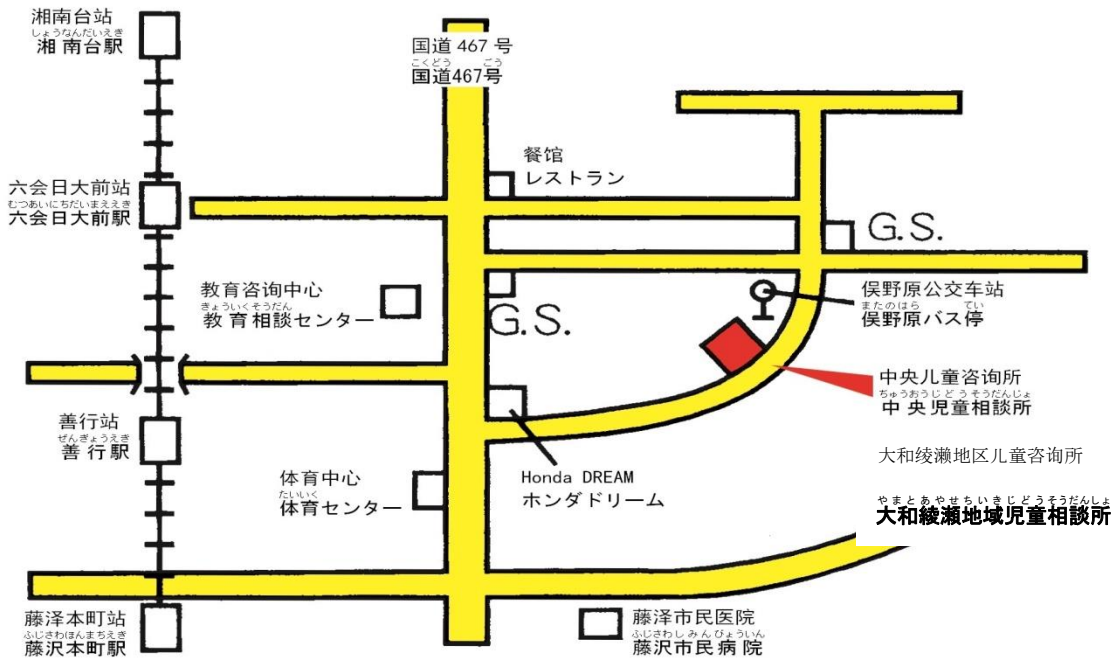 湘南台站
しょうなんだいえき
湘南台駅
国道 467 号
こくどう ごう
国道467号
餐馆
レストラン
六会日大前站
むつあいにちだいまええき
六会日大前駅
G.S.
教育咨询中心
きょういくそうだん
教育相談センター
G.S.
俣野原公交车站
またのはら てい
俣野原バス停
中央儿童咨询所
ちゅうおうじどうそうだんじょ
中央児童相談所
善行站
ぜんぎょうえき
善行駅
大和绫瀬地区儿童咨询所
やまとあやせちいきじどうそうだんしょ
大和綾瀬地域児童相談所
体育中心
たいいく
体育センター
Honda DREAM
ホンダドリーム
藤泽本町站
ふじさわほんまちえき
藤沢本町駅
藤泽市民医院
ふじさわしみんびょういん
藤沢市民病院